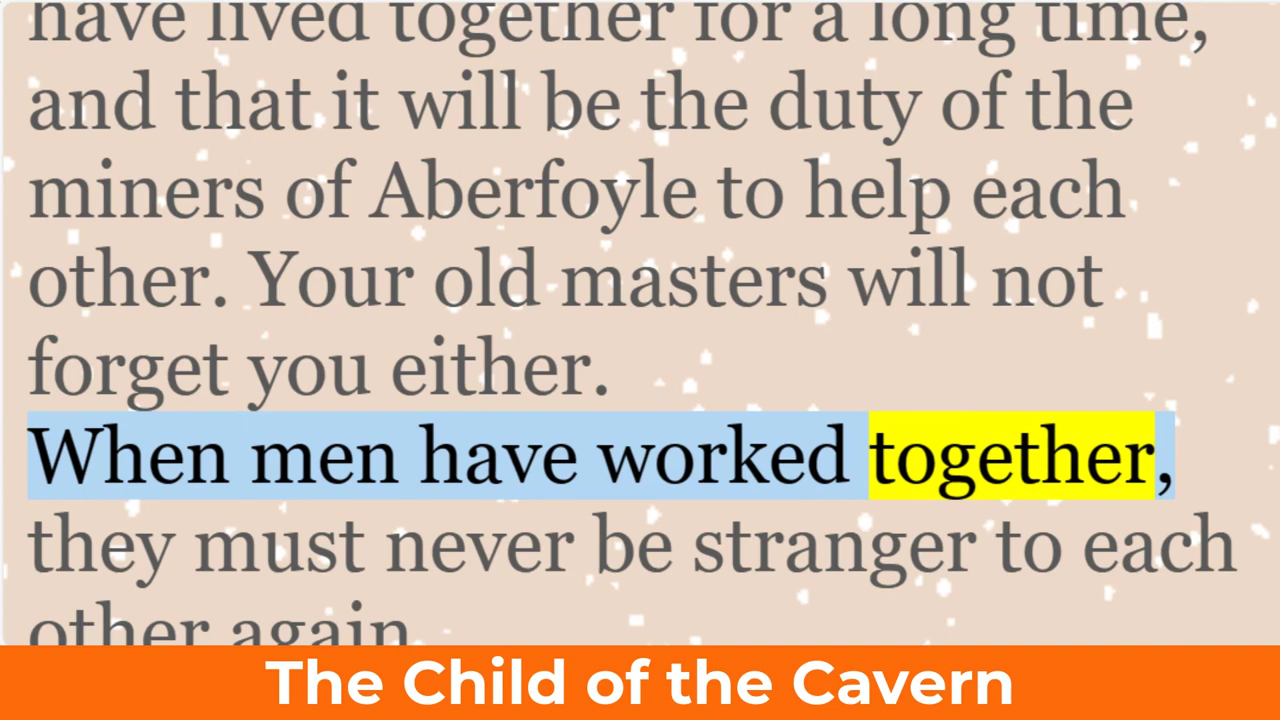 have lived together for a long time,
and that it will be the duty of the
miners of Aberfoyle to help each
other. Your old masters will not
forget you either.
When men have worked together,
they must never be stranger to each
other again
The Child of the Cavern